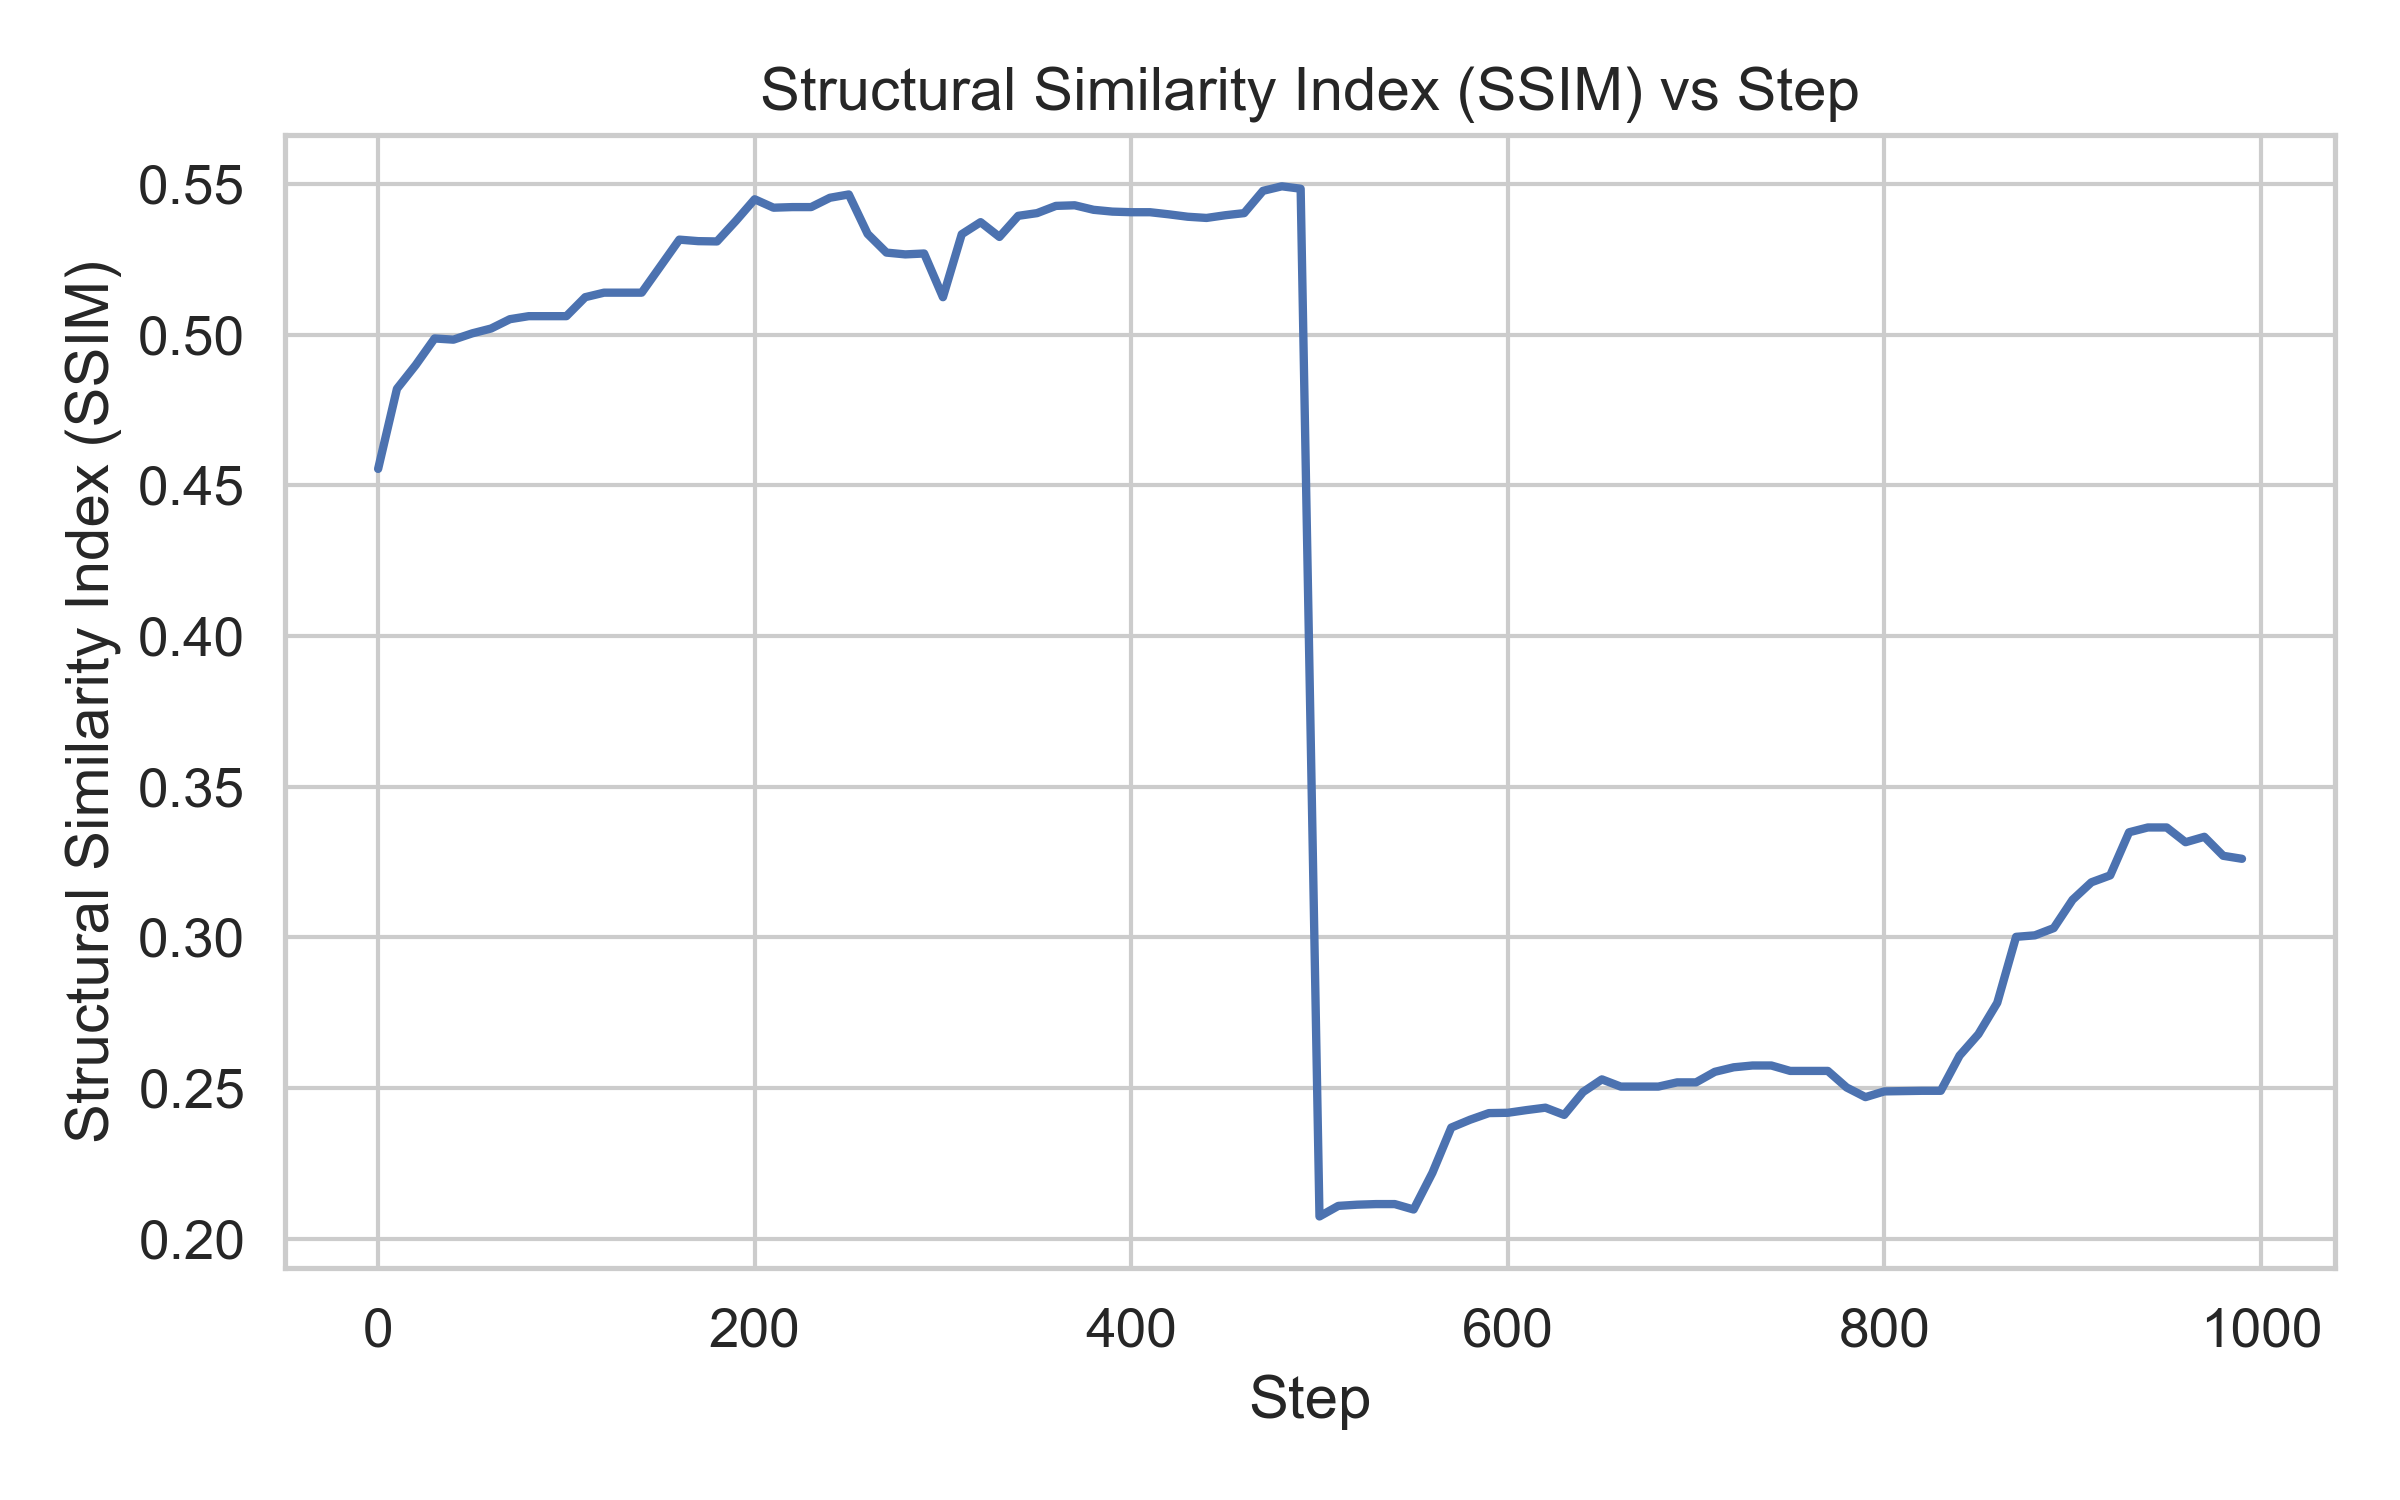 Structural Similarity Index (SSIM) vs Step
Structural Similarity Index (SSIM)
0.55
0.50
0.45
0.40
0.35
0.30
0.25
0.20
0 200 400 600 800 1000
Step